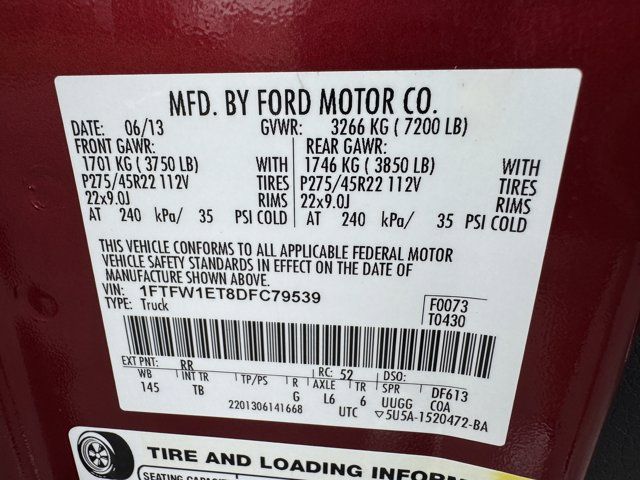 MFD. BY FORD MOTOR CO.
DATE: 06/13 GVWR: 3266 KG ( 7200 LB)
FRONT GAWR: REAR GAWR:
1701 KG ( 3750 LB) WITH 1746 KG ( 3850 LB) WITH
P275/45R22 112V TIRES P275/45R22 112V TIRES
22x9.0J RIMS 22x9.0J RIMS
AT 240 kPa/ 35 PSI COLD AT 240 kPa/ 35 PSI COLD
THIS VEHICLE CONFORMS TO ALL APPLICABLE FEDERAL MOTOR
VEHICLE SAFETY STANDARDS IN EFFECT ON THE DATE OF
MANUFACTURE SHOWN ABOVE.
VIN: 1FTFW1ET8DFC79539 F0073
TYPE: Truck T0430
EXT PNT: RR RC: 52 DSO:
WB INT TR TP/PS R AXLE TR SPR DF613
145 TB G L6 6 UUGG COA
2201306141668 UTC ▽5U5A-1520472-BA
TIRE AND LOADING INFORM
SEATING CAPACITY